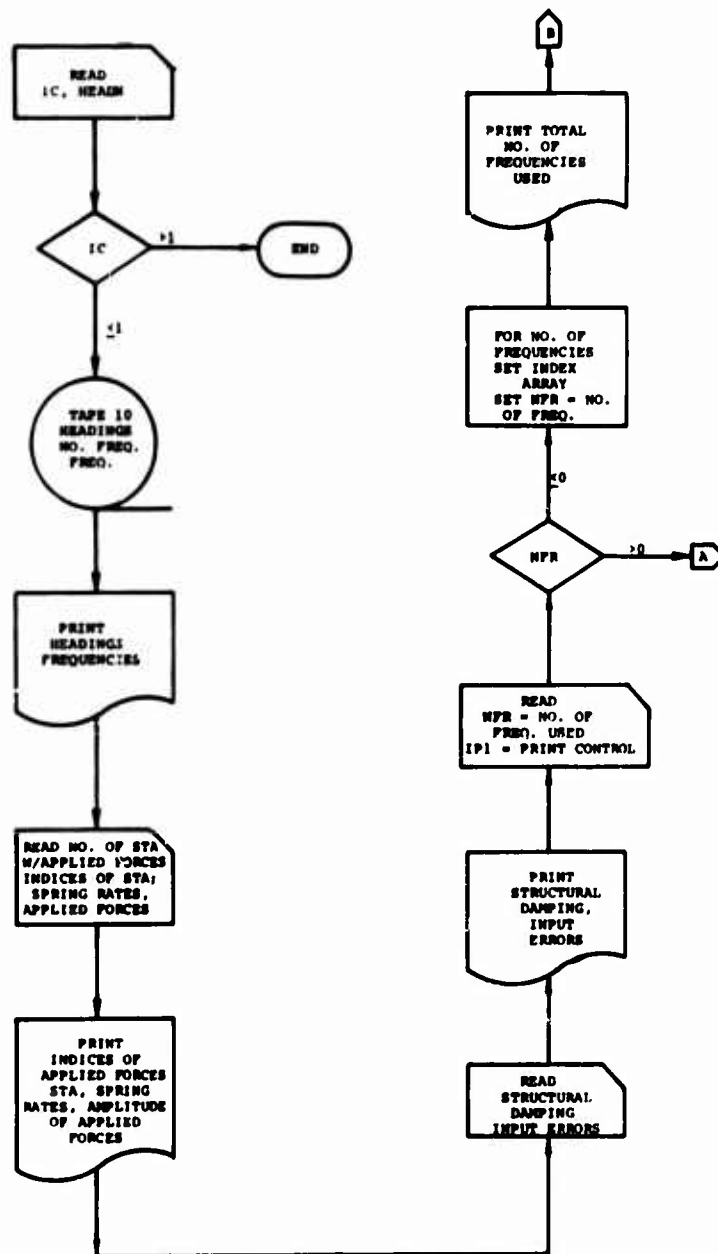 READ
IC, HEADN
IC
>1
END
≤1
TAPE 10
HEADINGS
NO. FREQ.
FREQ.
PRINT
HEADINGS
FREQUENCIES
READ NO. OF STA
W/APPLIED FORCES
INDICES OF STA;
SPRING RATES,
APPLIED FORCES
PRINT
INDICES OF
APPLIED FORCES
STA, SPRING
RATES, AMPLITUDE
OF APPLIED
FORCES
B
PRINT TOTAL
NO. OF
FREQUENCIES
USED
FOR NO. OF
FREQUENCIES
SET INDEX
ARRAY
SET NFR = NO.
OF FREQ.
≤0
NFR
>0
A
READ
NFR = NO. OF
FREQ. USED
IP1 = PRINT CONTROL
PRINT
STRUCTURAL
DAMPING,
INPUT
ERRORS
READ
STRUCTURAL
DAMPING
INPUT ERRORS